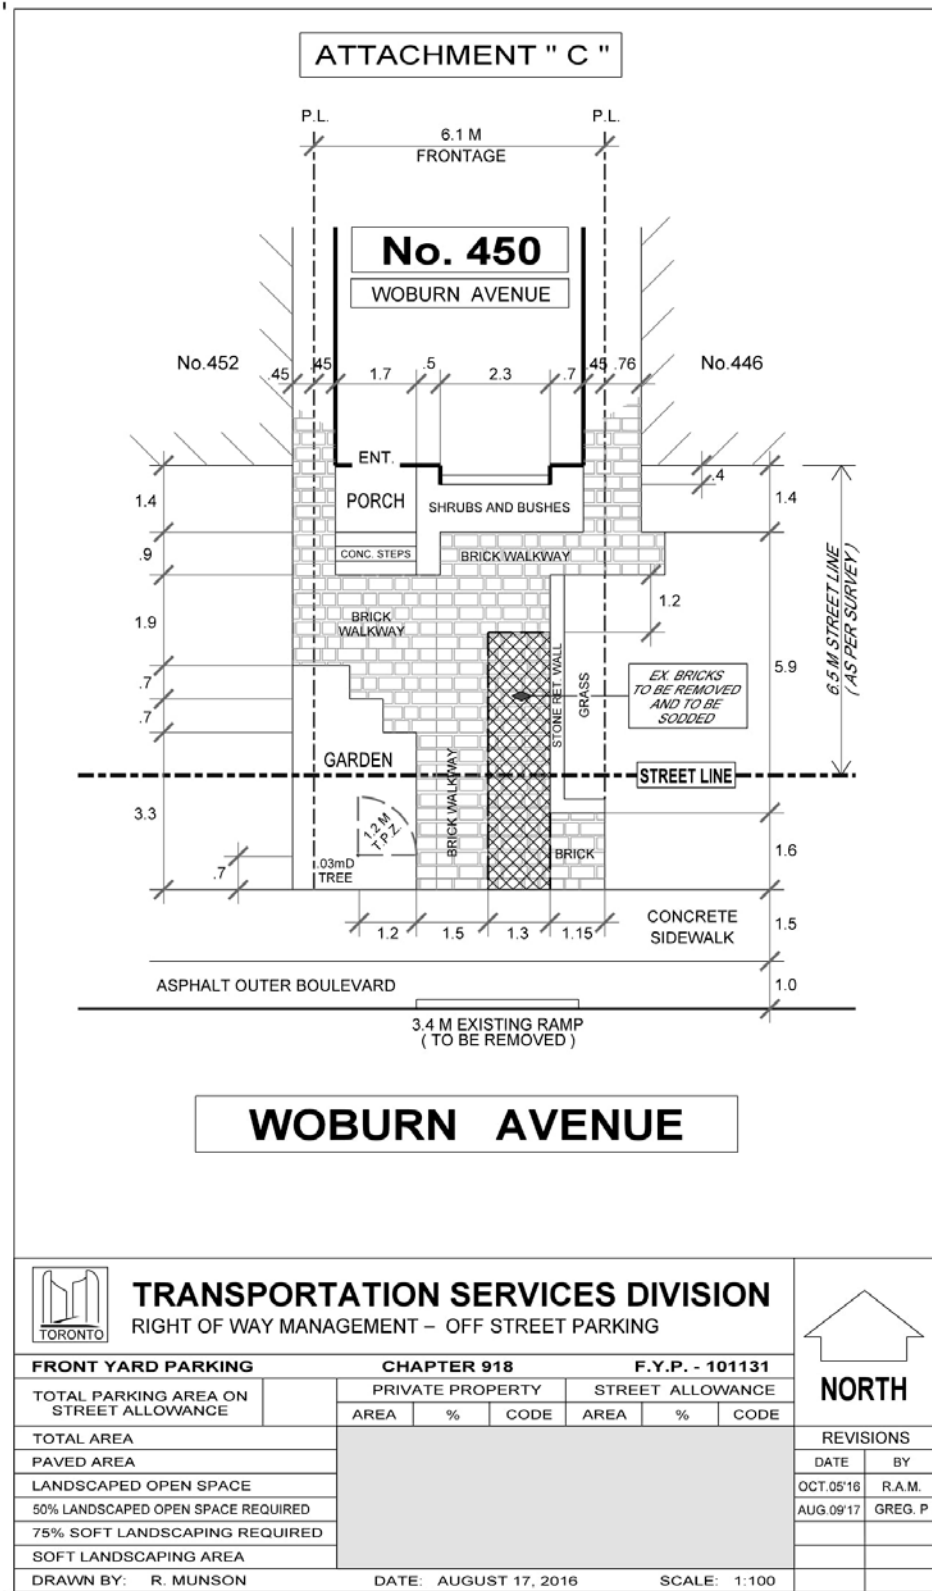 ATTACHMENT " C "
P.L.
P.L.
6.1 M
FRONTAGE
No. 450
WOBURN AVENUE
No.452
No.446
.45
.45
1.7
.5
2.3
.7
.45
.76
ENT.
PORCH
SHRUBS AND BUSHES
CONC. STEPS
BRICK WALKWAY
BRICK
WALKWAY
1.4
.9
1.9
.7
.7
3.3
.7
.4
1.4
1.2
5.9
1.6
1.5
1.0
6.5 M STREET LINE
( AS PER SURVEY )
STONE RET. WALL
GRASS
EX. BRICKS
TO BE REMOVED
AND TO BE
SODDED
GARDEN
STREET LINE
BRICK WALKWAY
1.2 M
T.P.Z.
.03mD
TREE
BRICK
1.2
1.5
1.3
1.15
CONCRETE
SIDEWALK
ASPHALT OUTER BOULEVARD
3.4 M EXISTING RAMP
( TO BE REMOVED )
WOBURN AVENUE
TORONTO
TRANSPORTATION SERVICES DIVISION
RIGHT OF WAY MANAGEMENT – OFF STREET PARKING
FRONT YARD PARKING CHAPTER 918 F.Y.P. - 101131
TOTAL PARKING AREA ON
STREET ALLOWANCE
PRIVATE PROPERTY STREET ALLOWANCE
AREA % CODE AREA % CODE
TOTAL AREA
PAVED AREA
LANDSCAPED OPEN SPACE
50% LANDSCAPED OPEN SPACE REQUIRED
75% SOFT LANDSCAPING REQUIRED
SOFT LANDSCAPING AREA
DRAWN BY: R. MUNSON DATE: AUGUST 17, 2016 SCALE: 1:100
NORTH
REVISIONS
DATE BY
OCT.05'16 R.A.M.
AUG.09'17 GREG. P